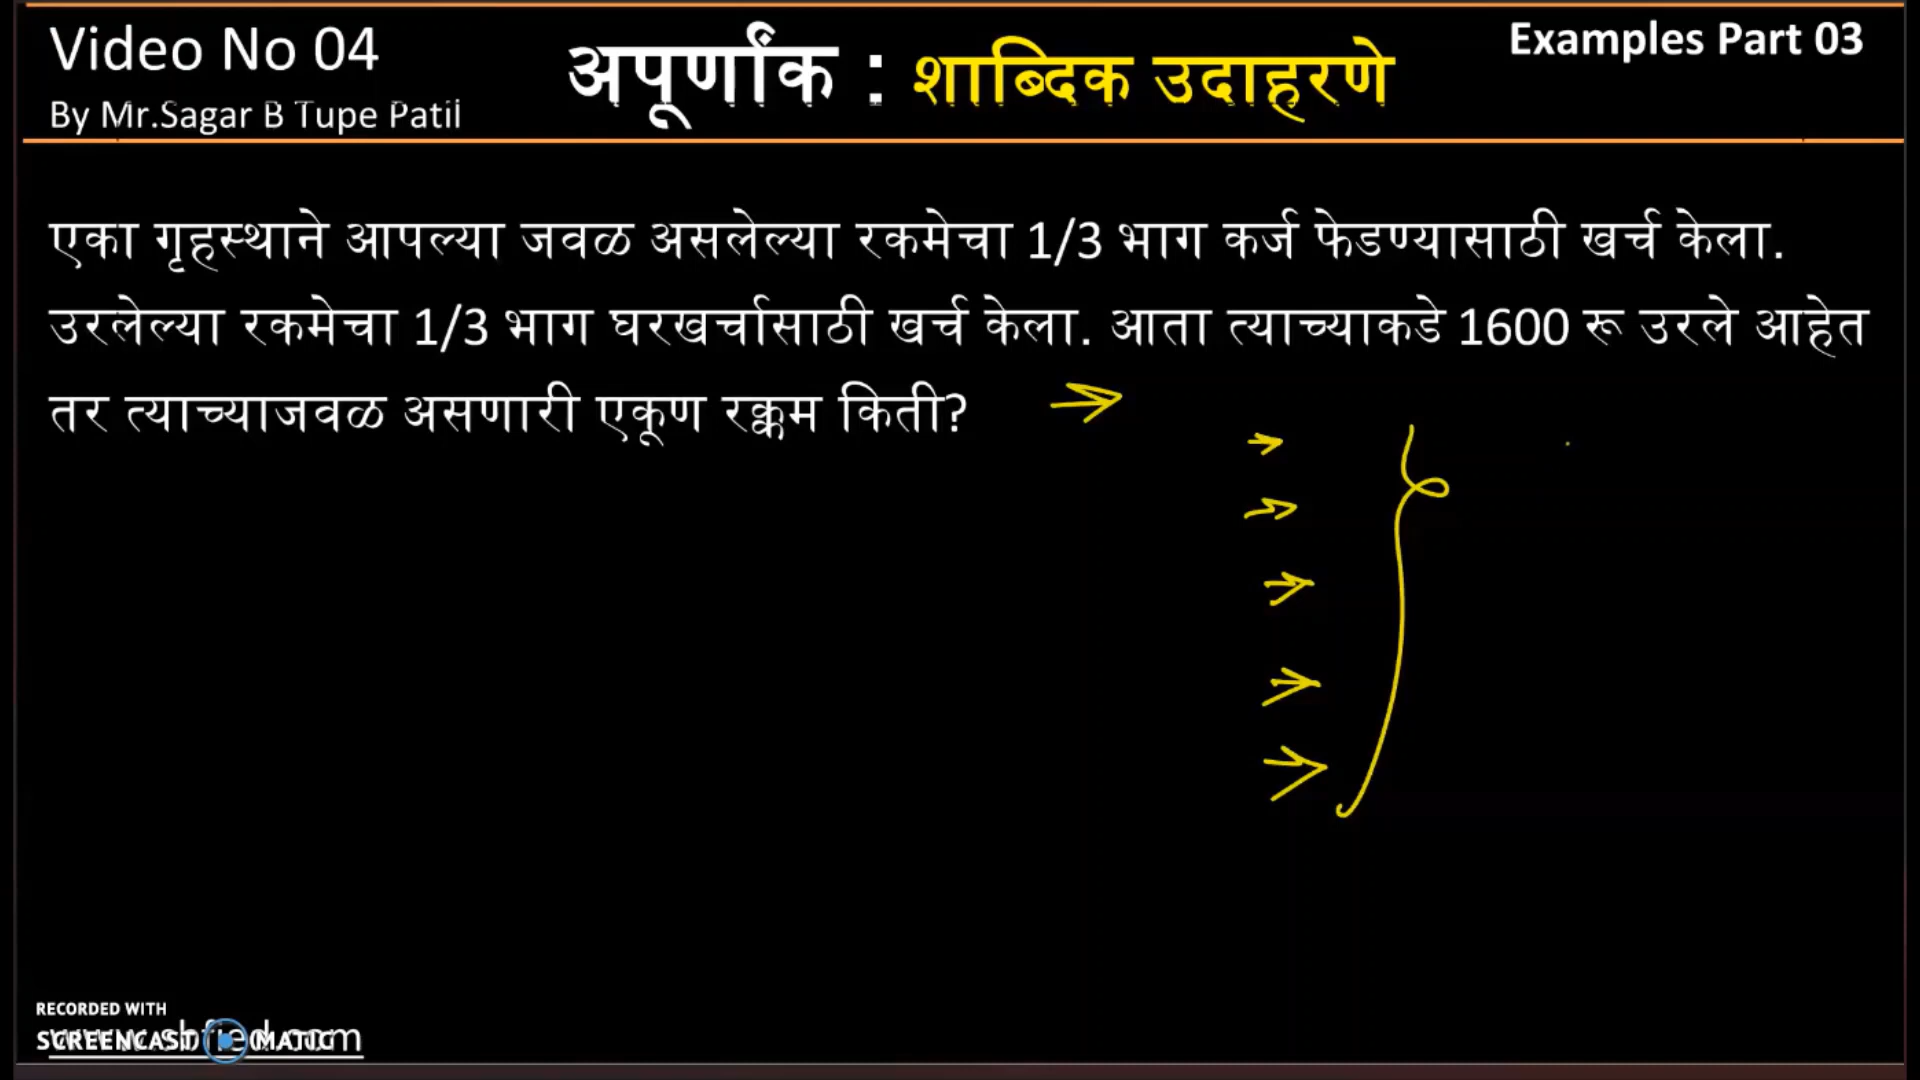 Video No 04
By Mr.Sagar B Tupe Patil
अपूर्णांक : शाब्दिक उदाहरणे
Examples Part 03
एका गृहस्थाने आपल्या जवळ असलेल्या रकमेचा 1/3 भाग कर्ज फेडण्यासाठी खर्च केला.
उरलेल्या रकमेचा 1/3 भाग घरखर्चासाठी खर्च केला. आता त्याच्याकडे 1600 रू उरले आहेत
तर त्याच्याजवळ असणारी एकूण रक्कम किती?
RECORDED WITH
SCREENCAST MATIC